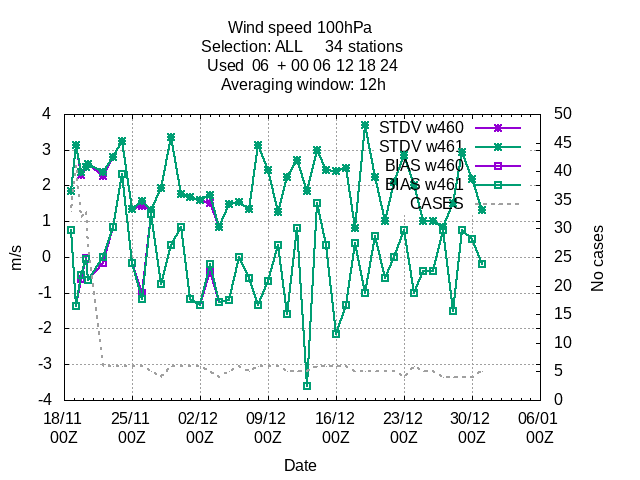 Wind speed 100hPa
Selection: ALL 34 stations
Used 06 + 00 06 12 18 24
Averaging window: 12h
4 50
3 45
2 40
1 35
0 30
-1 25
-2 20
-3 15
-4 10
5
0
STDV w460
STDV w461
BIAS w460
BIAS w461
CASES
m/s
No cases
18/11 25/11 02/12 09/12 16/12 23/12 30/12 06/01
00Z 00Z 00Z 00Z 00Z 00Z 00Z 00Z
Date